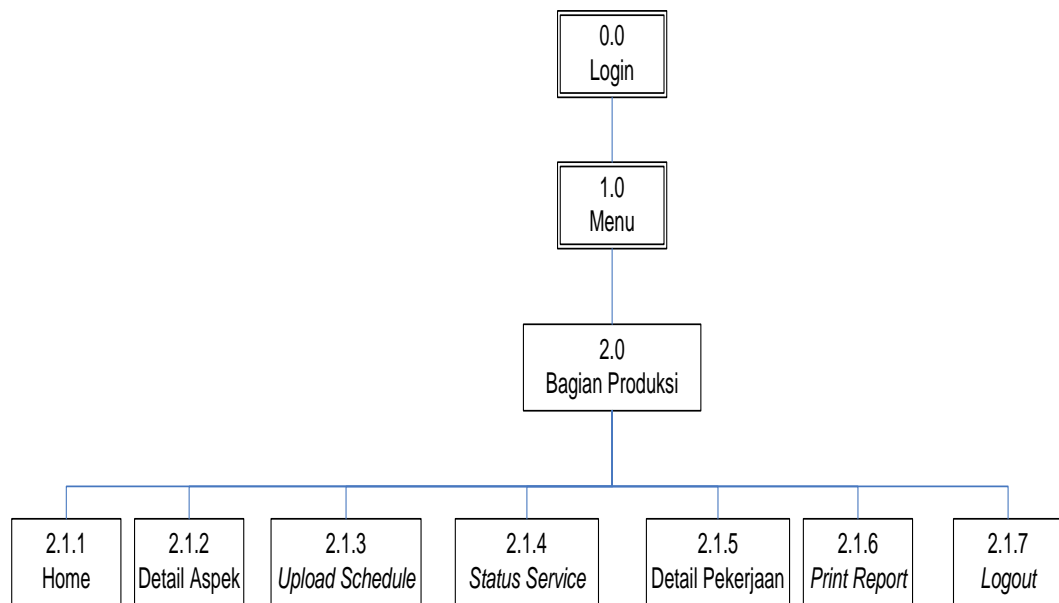 0.0
Login
1.0
Menu
2.0
Bagian Produksi
2.1.1
Home
2.1.2
Detail Aspek
2.1.3
Upload Schedule
2.1.4
Status Service
2.1.5
Detail Pekerjaan
2.1.6
Print Report
2.1.7
Logout